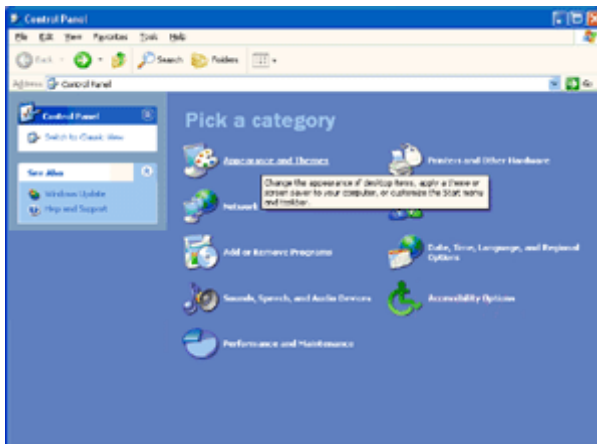 Control Panel
File Edit View Favorites Tools Help
Back Search Folders
Address Control Panel Go
Control Panel
Switch to Classic View
See Also
Windows Update
Help and Support
Pick a category
Appearance and Themes
Printers and Other Hardware
Change the appearance of desktop items, apply a theme or
screen saver to your computer, or customize the Start menu
and taskbar.
Network
Add or Remove Programs
Date, Time, Language, and Regional
Options
Sounds, Speech, and Audio Devices
Accessibility Options
Performance and Maintenance